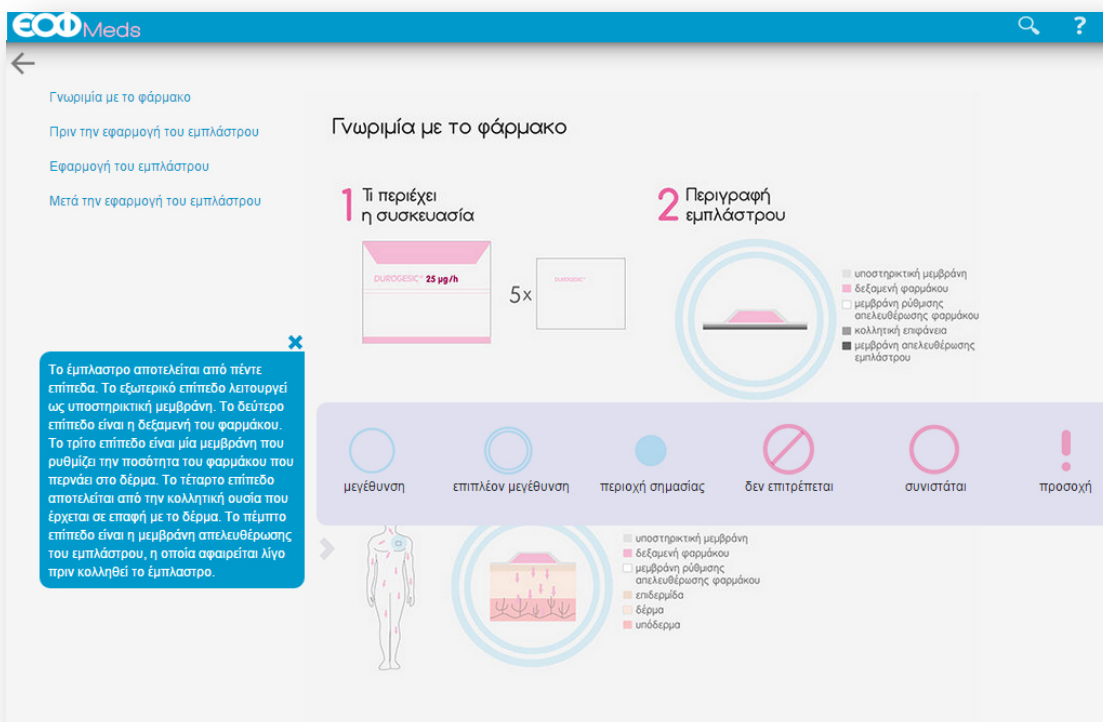 ΕΟΦMeds
?
Γνωριμία με το φάρμακο
Πριν την εφαρμογή του εμπλάστρου
Εφαρμογή του εμπλάστρου
Μετά την εφαρμογή του εμπλάστρου
Γνωριμία με το φάρμακο
1 Τι περιέχει
η συσκευασία
DUROGESIC™ 25 μg/h
5x
DUROGESIC™
2 Περιγραφή
εμπλάστρου
υποστηρικτική μεμβράνη
δεξαμενή φαρμάκου
μεμβράνη ρύθμισης
απελευθέρωσης φαρμάκου
κολλητική επιφάνεια
μεμβράνη απελευθέρωσης
εμπλάστρου
Το έμπλαστρο αποτελείται από πέντε
επίπεδα. Το εξωτερικό επίπεδο λειτουργεί
ως υποστηρικτική μεμβράνη. Το δεύτερο
επίπεδο είναι η δεξαμενή του φαρμάκου.
Το τρίτο επίπεδο είναι μία μεμβράνη που
ρυθμίζει την ποσότητα του φαρμάκου που
περνάει στο δέρμα. Το τέταρτο επίπεδο
αποτελείται από την κολλητική ουσία που
έρχεται σε επαφή με το δέρμα. Το πέμπτο
επίπεδο είναι η μεμβράνη απελευθέρωσης
του εμπλάστρου, η οποία αφαιρείται λίγο
πριν κολληθεί το έμπλαστρο.
μεγέθυνση
επιπλέον μεγέθυνση
περιοχή σημασίας
δεν επιτρέπεται
συνιστάται
προσοχή
υποστηρικτική μεμβράνη
δεξαμενή φαρμάκου
μεμβράνη ρύθμισης
απελευθέρωσης φαρμάκου
επιδερμίδα
δέρμα
υπόδερμα